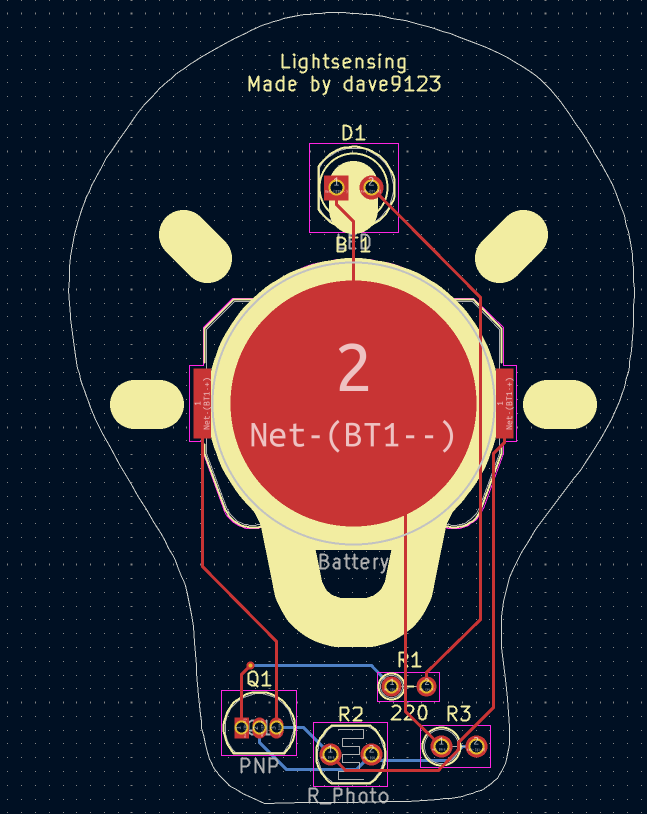 Lightsensing
Made by dave9123
D1
BT1
2
Net-(BT1--)
1
Net-(BT1-+)
1
Net-(BT1-+)
Battery
R1
Q1
220
R2
R3
PNP
R_Photo